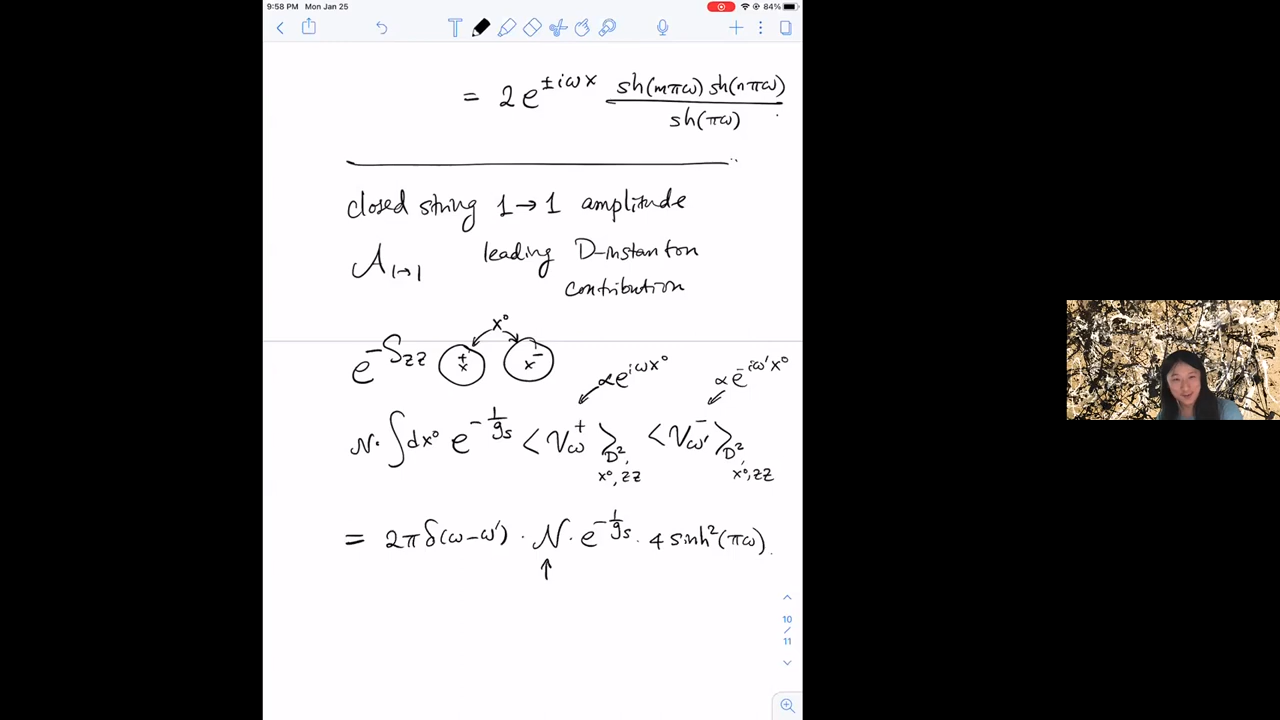 9:58 PM Mon Jan 25
84%
= 2e^{±iωx} sh(mπω) sh(nπω) / sh(πω)
closed string 1→1 amplitude
A_{1→1} leading D-instanton
contribution
x⁰
e^{-S_{ZZ}} + x x -
∝e^{iωx⁰} ∝e^{-iω'x⁰}
N· ∫dx⁰ e^{-1/g_s} <V_ω^+>_{D², x⁰, ZZ} <V_{ω'}^->_{D², x⁰, ZZ}
= 2πδ(ω-ω') · N · e^{-1/g_s} · 4 sinh²(πω).
↑
10
/
11